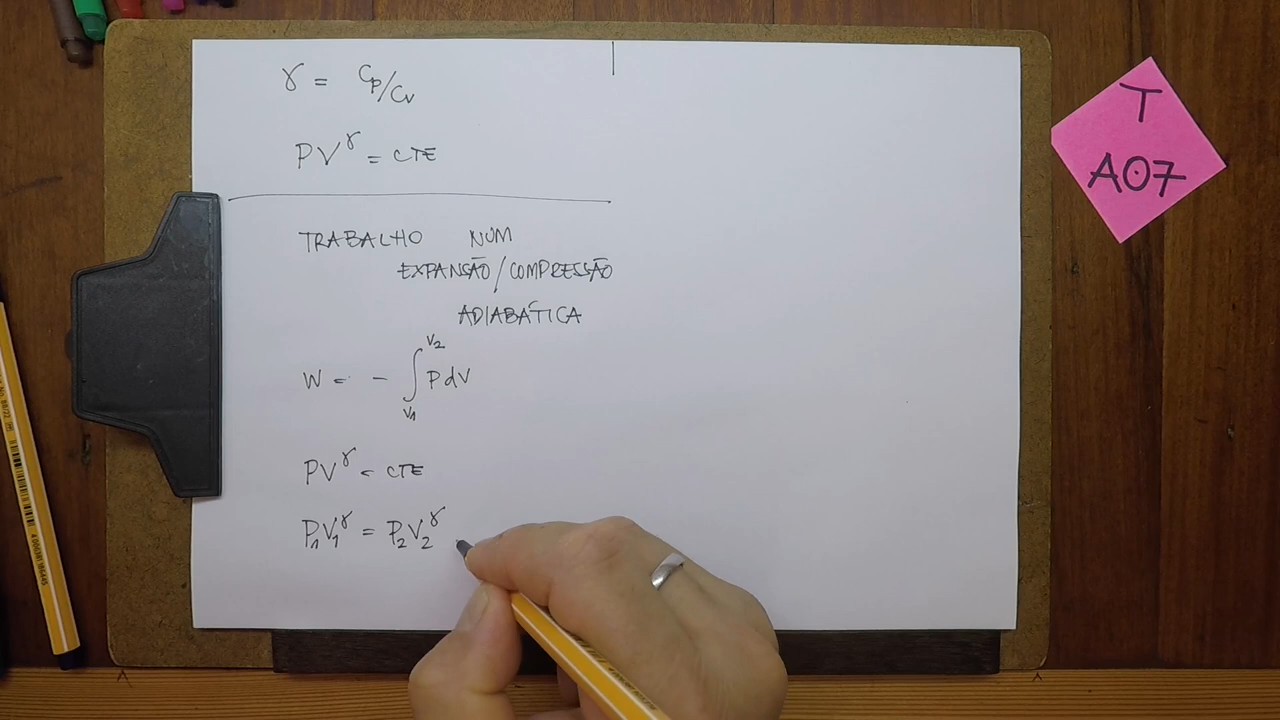 γ = Cp/Cv
PV^γ = CTE
TRABALHO NUM
EXPANSÃO/COMPRESSÃO
ADIABÁTICA
W = - ∫_{V1}^{V2} P dV
PV^γ = CTE
P1V1^γ = P2V2^γ
T
A07